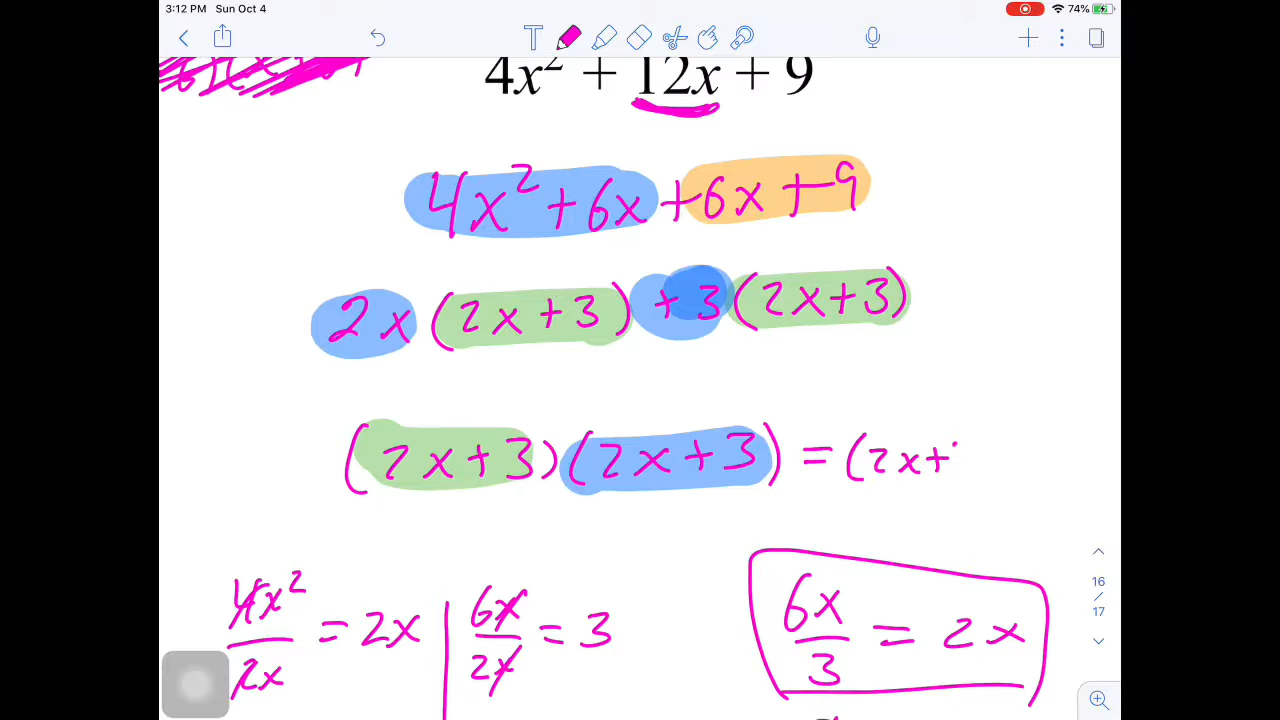 3:12 PM Sun Oct 4
74%
T
4x² + 12x + 9
4x² + 6x + 6x + 9
2x (2x + 3) + 3 (2x + 3)
(2x + 3) (2x + 3) = (2x +
4x²/2x = 2x | 6x/2x = 3
6x/3 = 2x
16
/
17